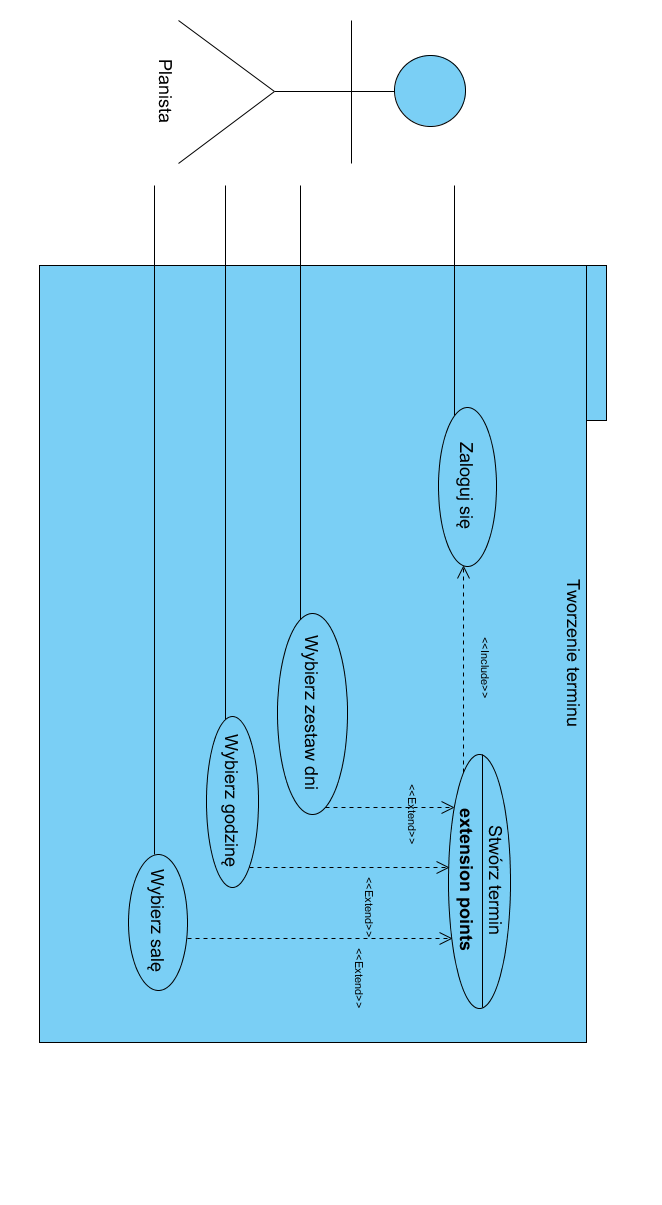 Tworzenie terminu
Planista
Zaloguj się
<<Include>>
Stwórz termin
extension points
<<Extend>>
<<Extend>>
<<Extend>>
Wybierz zestaw dni
Wybierz godzinę
Wybierz salę